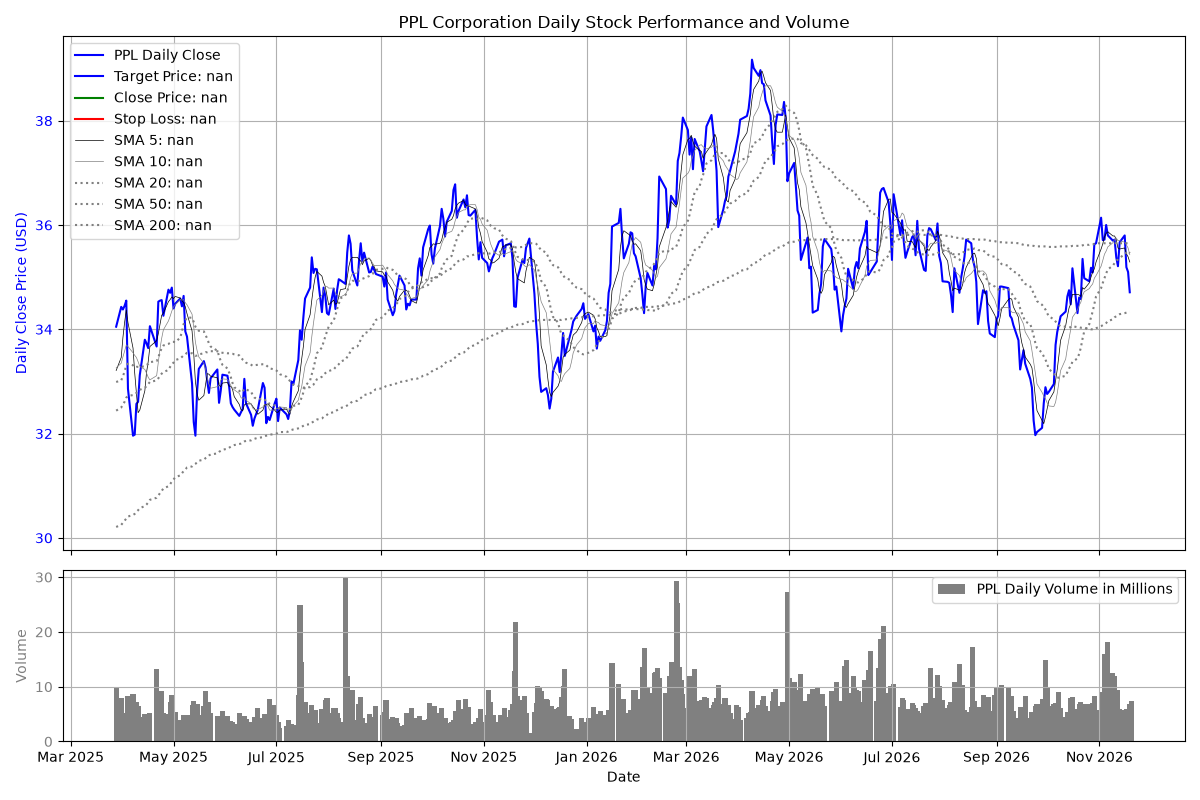 PPL Corporation Daily Stock Performance and Volume
PPL Daily Close
Target Price: nan
Close Price: nan
Stop Loss: nan
SMA 5: nan
SMA 10: nan
SMA 20: nan
SMA 50: nan
SMA 200: nan
Daily Close Price (USD)
38
36
34
32
30
PPL Daily Volume in Millions
Volume
30
20
10
0
Mar 2025 May 2025 Jul 2025 Sep 2025 Nov 2025 Jan 2026 Mar 2026 May 2026 Jul 2026 Sep 2026 Nov 2026
Date